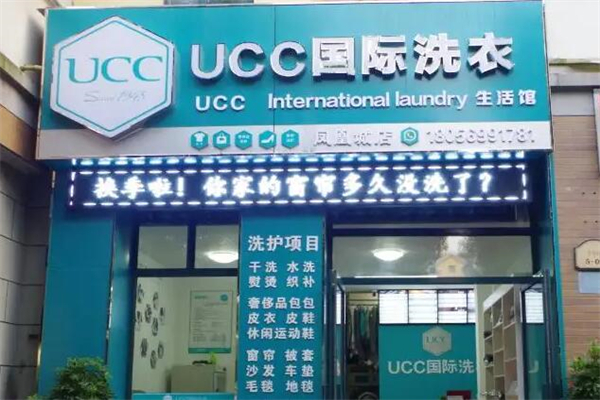 UCC
Since 1943
UCC国际洗衣
UCC International laundry 生活馆
凤凰城店 18056991781
换季啦！你家的窗帘多久没洗了？
洗护项目
干洗 水洗
熨烫 织补
奢侈品包包
皮衣 皮鞋
休闲运动鞋
窗帘 被套
沙发 车垫
毛毯 地毯
UCC
UCC国际洗